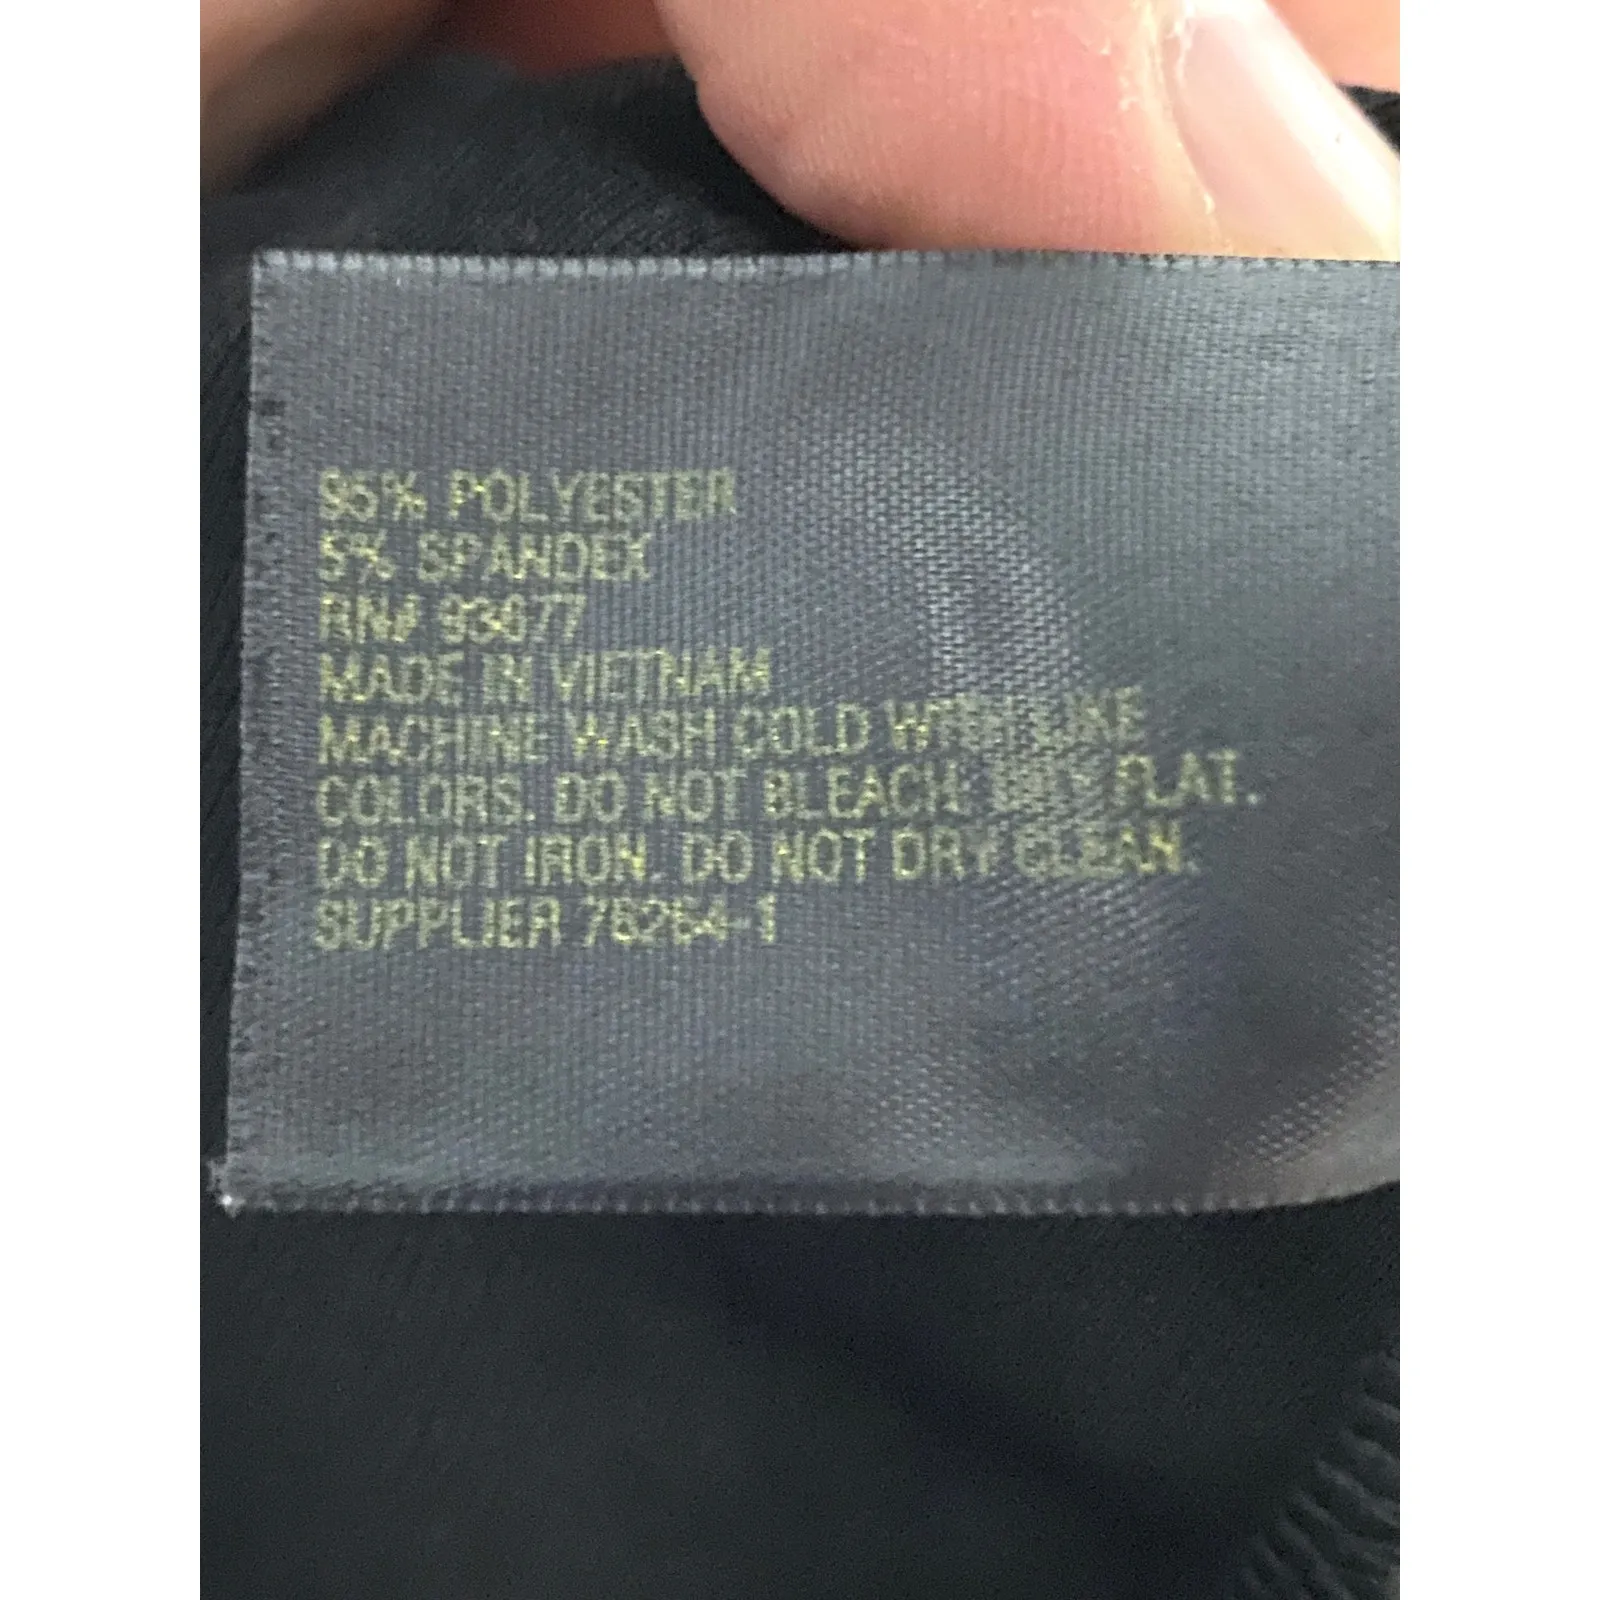 95% POLYESTER
5% SPANDEX
RN# 93677
MADE IN VIETNAM
MACHINE WASH COLD WITH LIKE
COLORS. DO NOT BLEACH. DRY FLAT.
DO NOT IRON. DO NOT DRY CLEAN.
SUPPLIER 78264-1